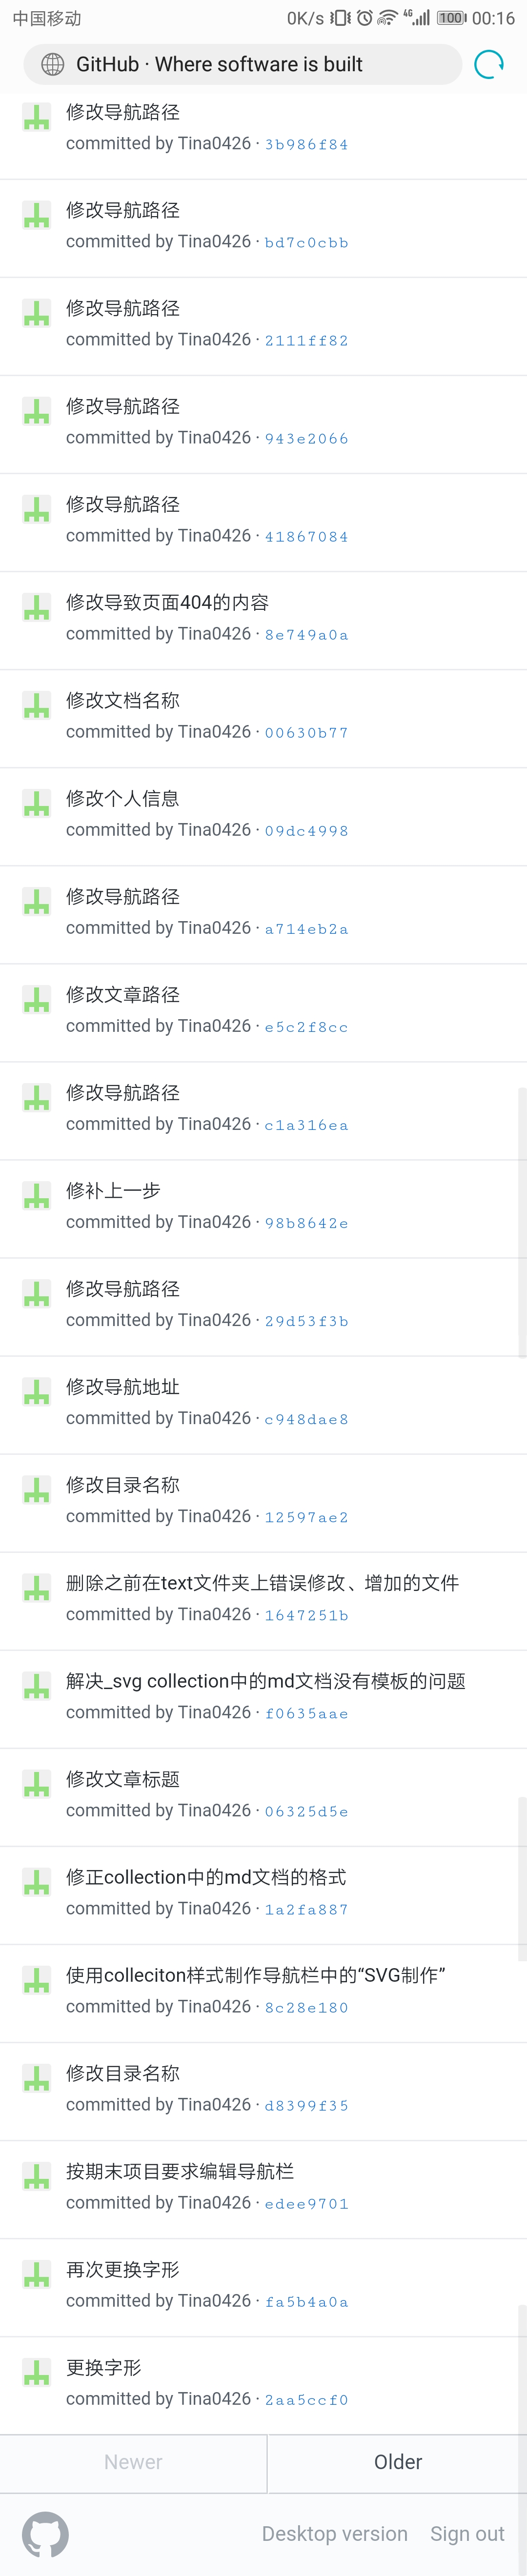 中国移动 0K/s 4G 100 00:16
GitHub · Where software is built
修改导航路径
committed by Tina0426 · 3b986f84
修改导航路径
committed by Tina0426 · bd7c0cbb
修改导航路径
committed by Tina0426 · 2111ff82
修改导航路径
committed by Tina0426 · 943e2066
修改导航路径
committed by Tina0426 · 41867084
修改导致页面404的内容
committed by Tina0426 · 8e749a0a
修改文档名称
committed by Tina0426 · 00630b77
修改个人信息
committed by Tina0426 · 09dc4998
修改导航路径
committed by Tina0426 · a714eb2a
修改文章路径
committed by Tina0426 · e5c2f8cc
修改导航路径
committed by Tina0426 · c1a316ea
修补上一步
committed by Tina0426 · 98b8642e
修改导航路径
committed by Tina0426 · 29d53f3b
修改导航地址
committed by Tina0426 · c948dae8
修改目录名称
committed by Tina0426 · 12597ae2
删除之前在text文件夹上错误修改、增加的文件
committed by Tina0426 · 1647251b
解决_svg collection中的md文档没有模板的问题
committed by Tina0426 · f0635aae
修改文章标题
committed by Tina0426 · 06325d5e
修正collection中的md文档的格式
committed by Tina0426 · 1a2fa887
使用colleciton样式制作导航栏中的“SVG制作”
committed by Tina0426 · 8c28e180
修改目录名称
committed by Tina0426 · d8399f35
按期末项目要求编辑导航栏
committed by Tina0426 · edee9701
再次更换字形
committed by Tina0426 · fa5b4a0a
更换字形
committed by Tina0426 · 2aa5ccf0
Newer Older
Desktop version Sign out